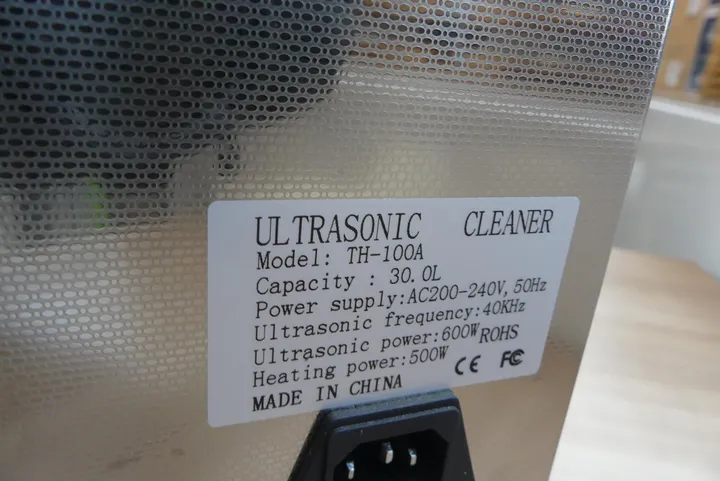 ULTRASONIC CLEANER
Model: TH-100A
Capacity : 30.0L
Power supply:AC200-240V, 50Hz
Ultrasonic frequency:40KHz
Ultrasonic power:600W ROHS
Heating power:500W CE FC
MADE IN CHINA